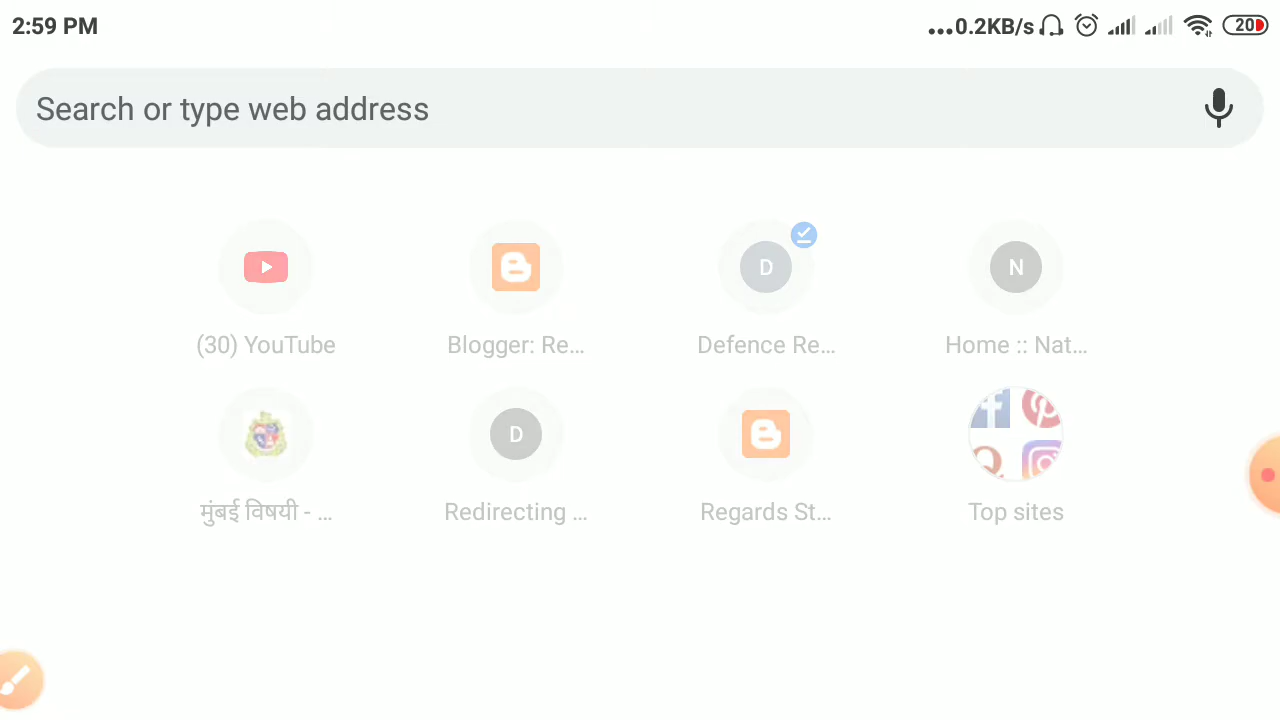 2:59 PM
...0.2KB/s
20
Search or type web address
D
N
(30) YouTube
Blogger: Re...
Defence Re...
Home :: Nat...
D
मुंबई विषयी - ...
Redirecting ...
Regards St...
Top sites